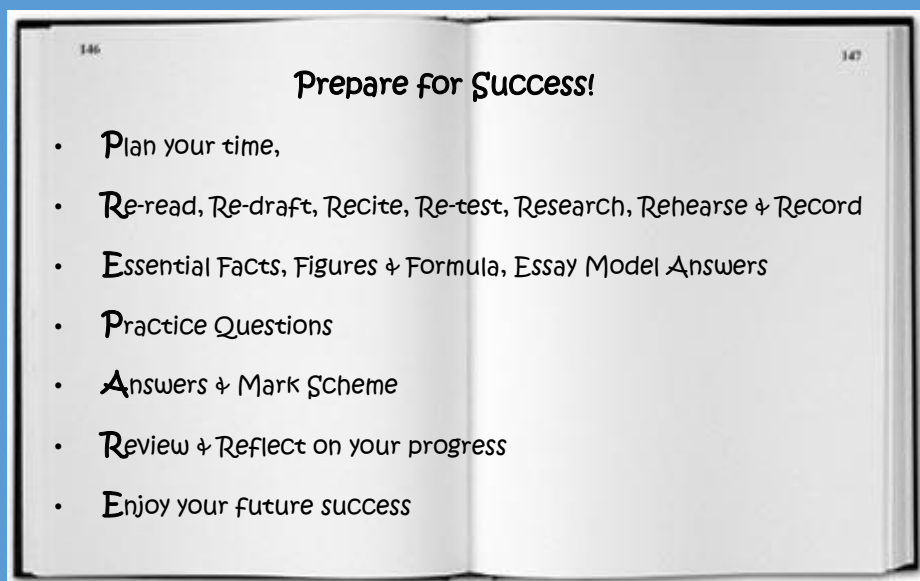 146
147
Prepare for Success!
• Plan your time,
• Re-read, Re-draft, Recite, Re-test, Research, Rehearse & Record
• Essential Facts, Figures & Formula, Essay Model Answers
• Practice Questions
• Answers & Mark Scheme
• Review & Reflect on your progress
• Enjoy your future success